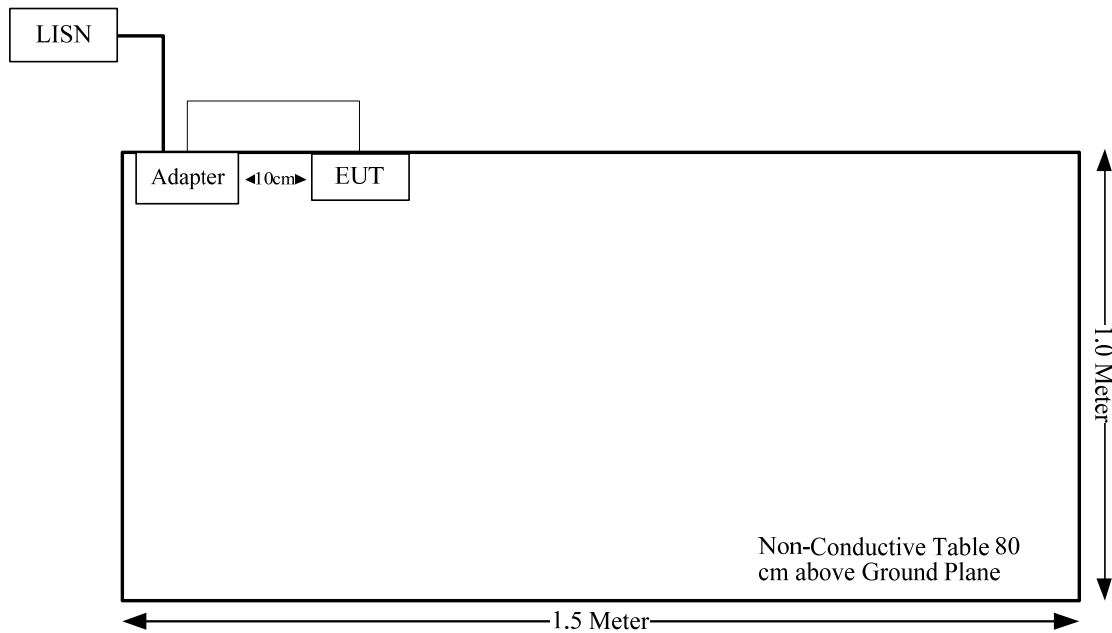 LISN
Adapter
10cm
EUT
1.0 Meter
Non-Conductive Table 80
cm above Ground Plane
1.5 Meter